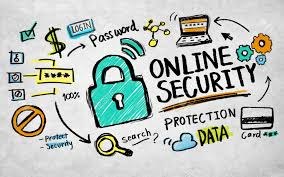 LOGIN
Password
$
****
100%
- Protect
- Security
search?
ONLINE
SECURITY
PROTECTION
DATA
Card